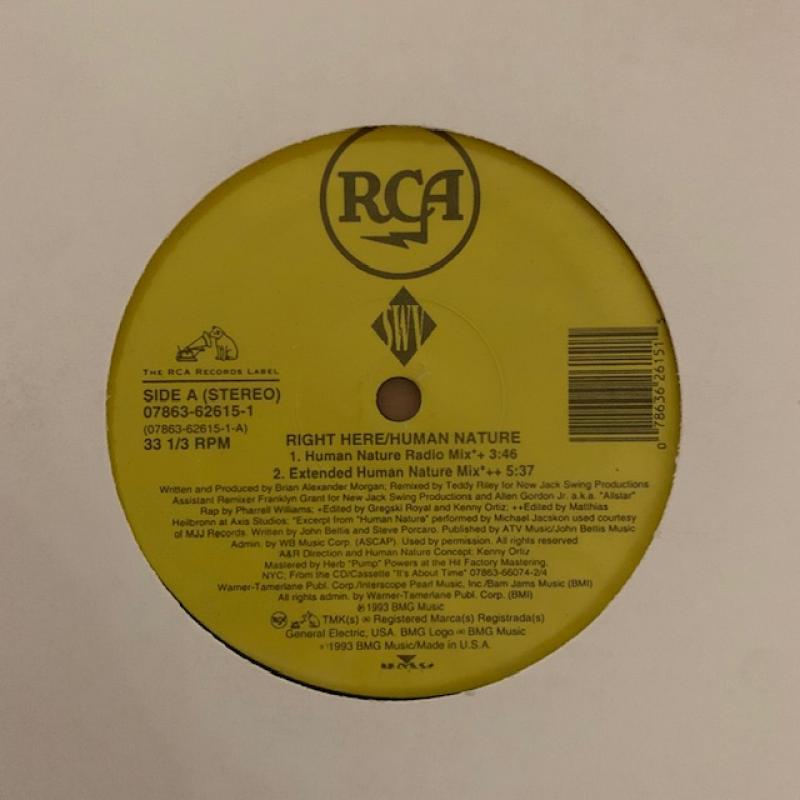 RCA
SWV
THE RCA RECORDS LABEL
SIDE A (STEREO)
07863-62615-1
(07863-62615-1-A)
33 1/3 RPM
0 78636 26151 5
RIGHT HERE/HUMAN NATURE
1. Human Nature Radio Mix*+ 3:46
2. Extended Human Nature Mix*++ 5:37
Written and Produced by Brian Alexander Morgan; Remixed by Teddy Riley for New Jack Swing Productions
Assistant Remixer Franklyn Grant for New Jack Swing Productions and Allen Gordon Jr. a.k.a. "Allstar"
Rap by Pharrell Williams; +Edited by Gregski Royal and Kenny Ortiz; ++Edited by Matthias
Heilbronn at Axis Studios; *Excerpt from "Human Nature" performed by Michael Jacskon used courtesy
of MJJ Records. Written by John Bettis and Steve Porcaro. Published by ATV Music/John Bettis Music
Admin. by WB Music Corp. (ASCAP). Used by permission. All rights reserved
A&R Direction and Human Nature Concept: Kenny Ortiz
Mastered by Herb "Pump" Powers at the Hit Factory Mastering,
NYC; From the CD/Cassette "It's About Time" 07863-66074-2/4
Warner-Tamerlane Publ. Corp./Interscope Pearl Music, Inc./Bam Jams Music (BMI)
All rights admin. by Warner-Tamerlane Publ. Corp. (BMI)
℗ 1993 BMG Music
TMK(s) ® Registered Marca(s) Registrada(s)
General Electric, USA. BMG Logo ® BMG Music
© 1993 BMG Music/Made in U.S.A.